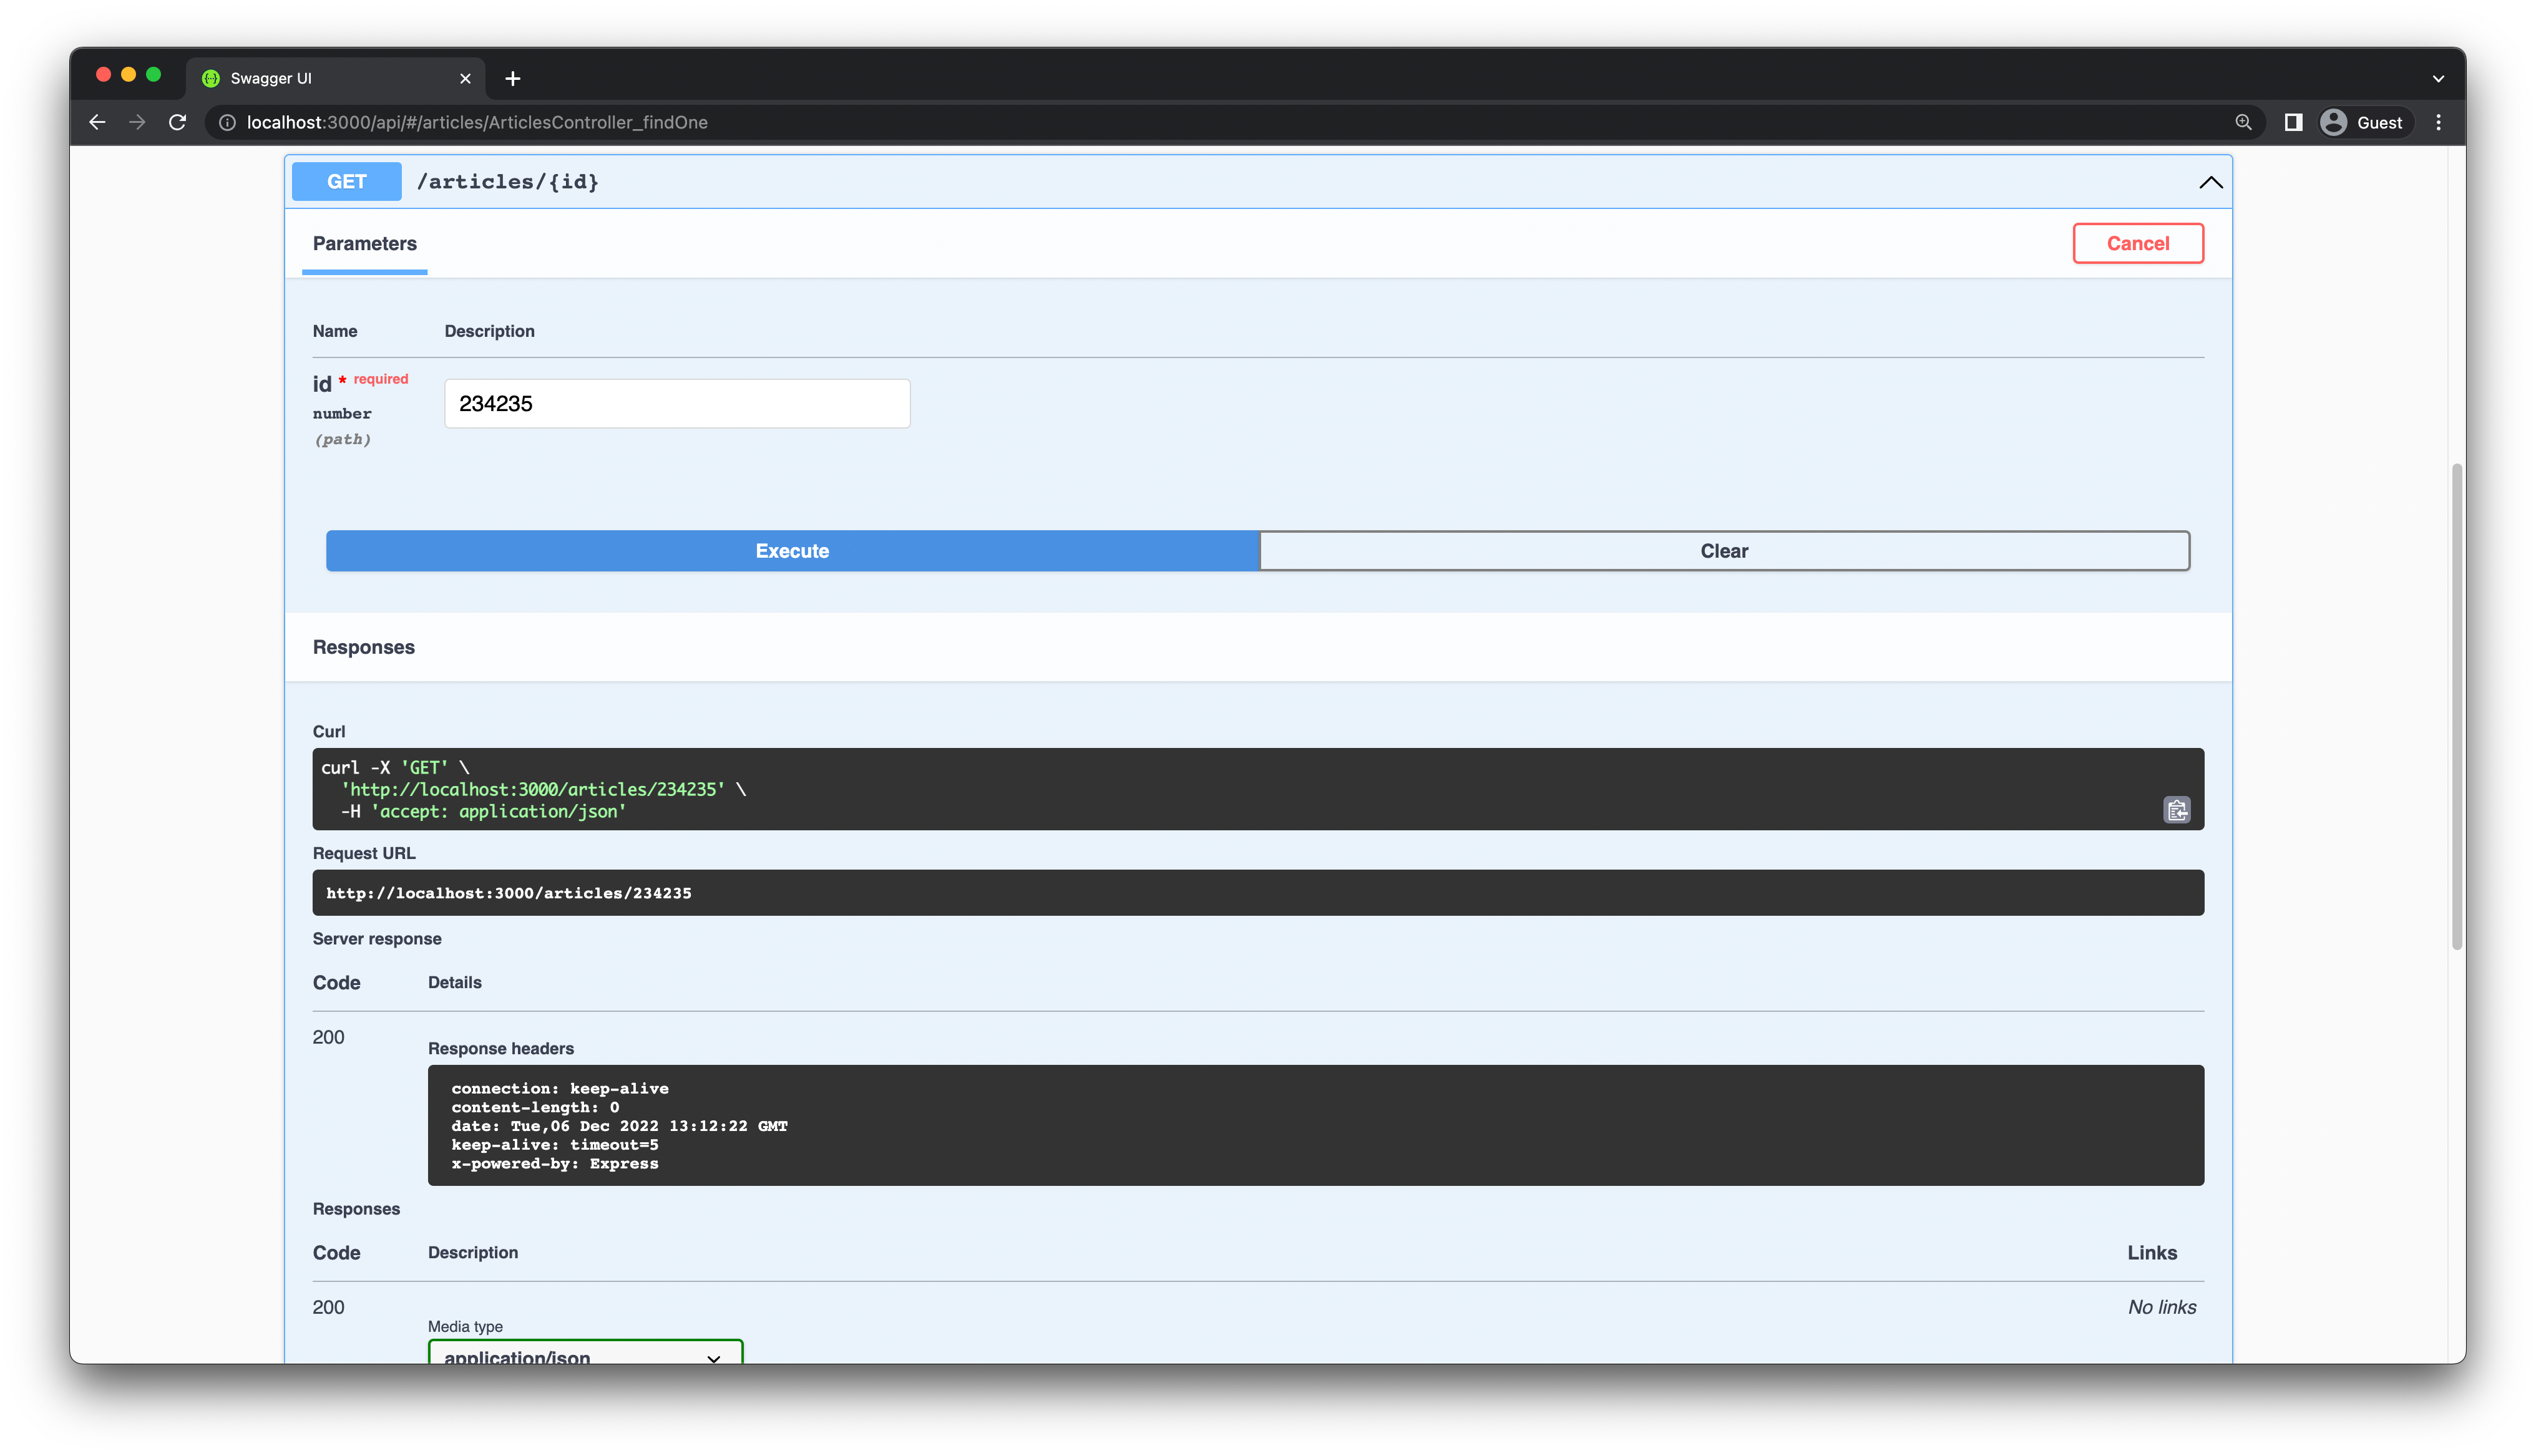 Swagger UI
localhost:3000/api/#/articles/ArticlesController_findOne
Guest
GET /articles/{id}
Parameters
Cancel
Name Description
id * required
234235
number
(path)
Execute
Clear
Responses
Curl
curl -X 'GET' \
'http://localhost:3000/articles/234235' \
-H 'accept: application/json'
Request URL
http://localhost:3000/articles/234235
Server response
Code Details
200
Response headers
connection: keep-alive
content-length: 0
date: Tue,06 Dec 2022 13:12:22 GMT
keep-alive: timeout=5
x-powered-by: Express
Responses
Code Description Links
200 No links
Media type
application/json